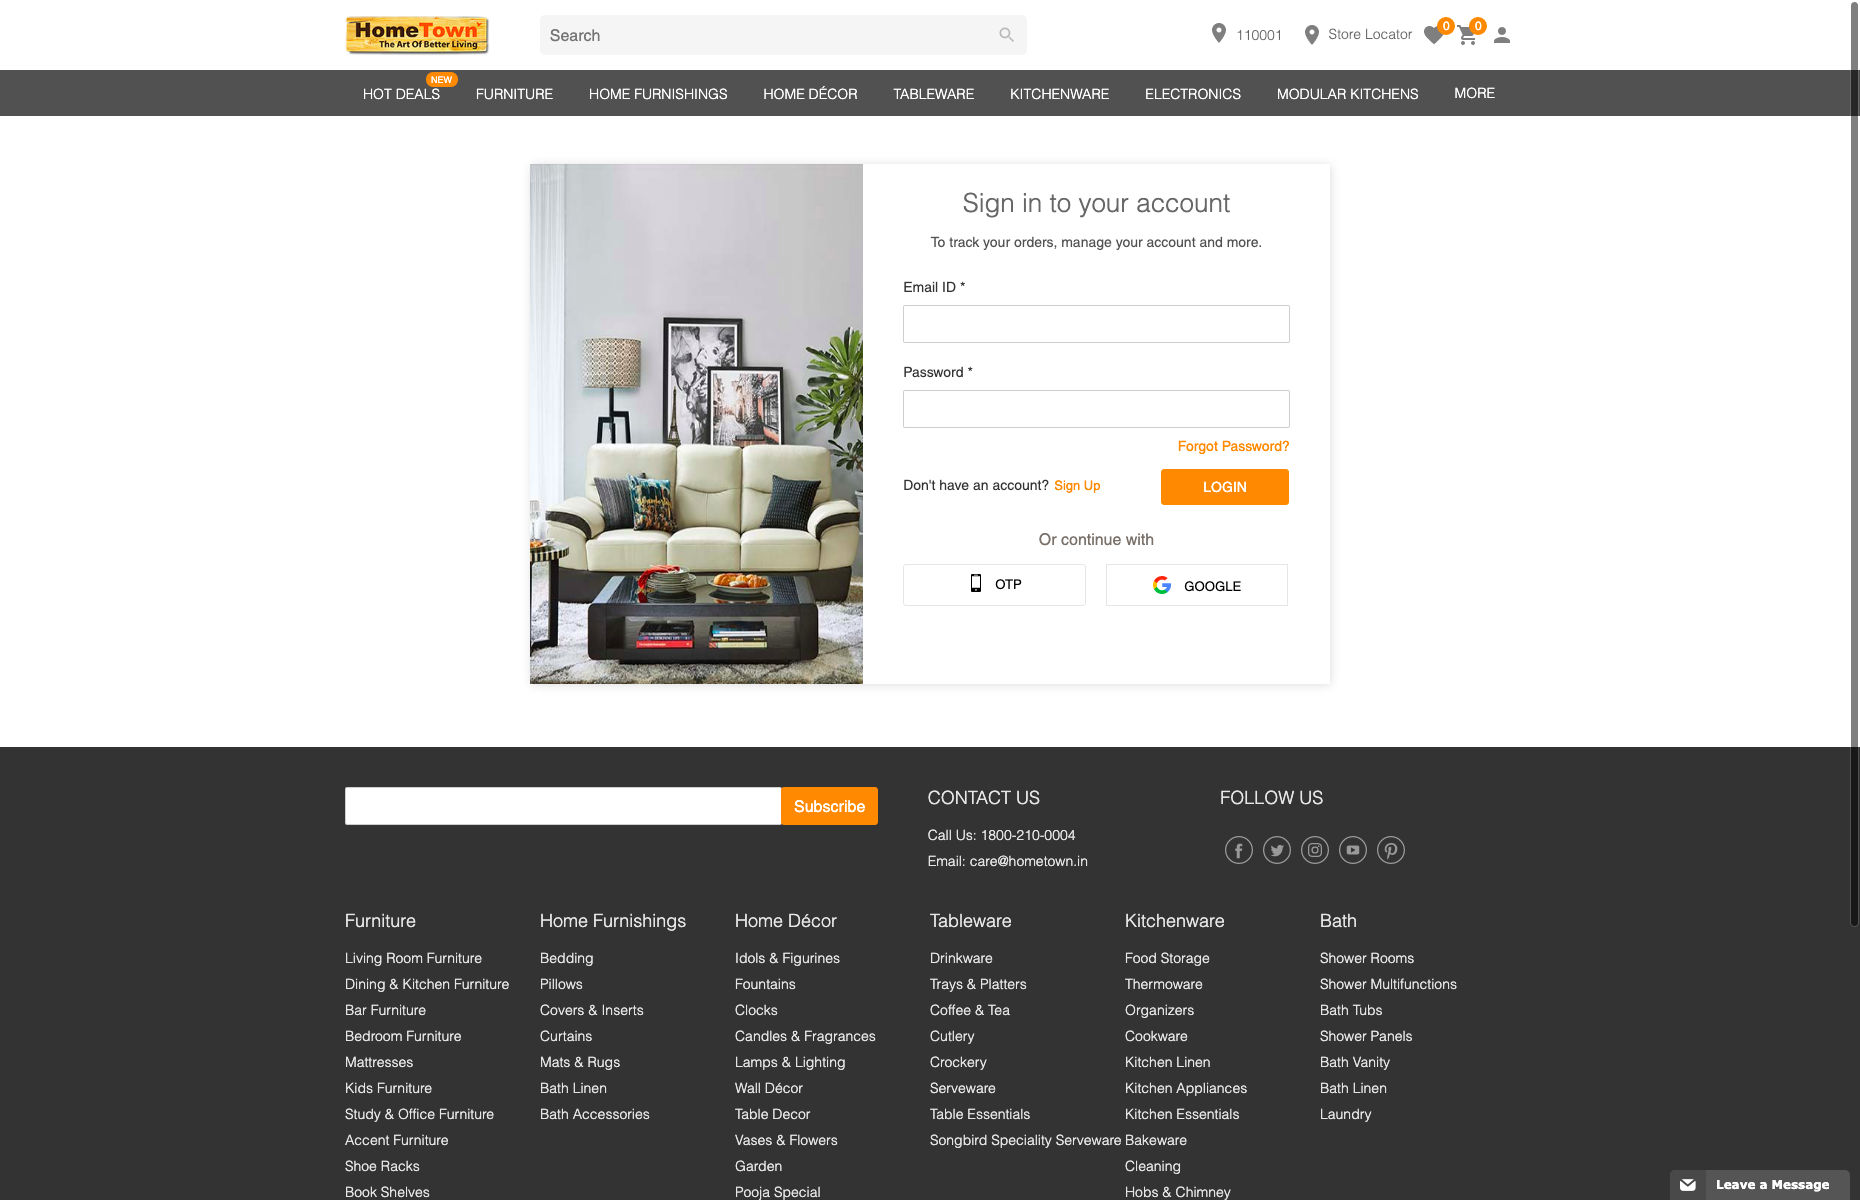 HomeTown
The Art Of Better Living
Search
110001
Store Locator
0
0
NEW
HOT DEALS
FURNITURE
HOME FURNISHINGS
HOME DÉCOR
TABLEWARE
KITCHENWARE
ELECTRONICS
MODULAR KITCHENS
MORE
Sign in to your account
To track your orders, manage your account and more.
Email ID *
Password *
Forgot Password?
Don't have an account? Sign Up
LOGIN
Or continue with
OTP
GOOGLE
Subscribe
CONTACT US
Call Us: 1800-210-0004
Email: care@hometown.in
FOLLOW US
Furniture
Living Room Furniture
Dining & Kitchen Furniture
Bar Furniture
Bedroom Furniture
Mattresses
Kids Furniture
Study & Office Furniture
Accent Furniture
Shoe Racks
Book Shelves
Home Furnishings
Bedding
Pillows
Covers & Inserts
Curtains
Mats & Rugs
Bath Linen
Bath Accessories
Home Décor
Idols & Figurines
Fountains
Clocks
Candles & Fragrances
Lamps & Lighting
Wall Décor
Table Decor
Vases & Flowers
Garden
Pooja Special
Tableware
Drinkware
Trays & Platters
Coffee & Tea
Cutlery
Crockery
Serveware
Table Essentials
Songbird Speciality Serveware
Kitchenware
Food Storage
Thermoware
Organizers
Cookware
Kitchen Linen
Kitchen Appliances
Kitchen Essentials
Bakeware
Cleaning
Hobs & Chimney
Bath
Shower Rooms
Shower Multifunctions
Bath Tubs
Shower Panels
Bath Vanity
Bath Linen
Laundry
Leave a Message